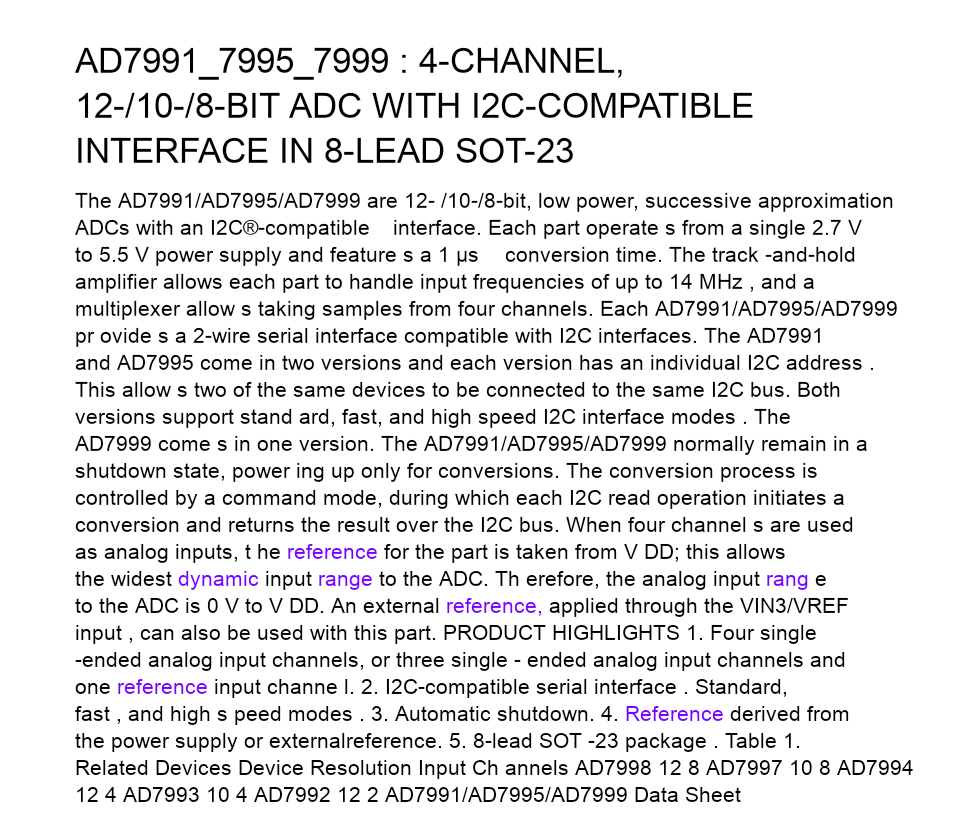 AD7991_7995_7999 : 4-CHANNEL,
12-/10-/8-BIT ADC WITH I2C-COMPATIBLE
INTERFACE IN 8-LEAD SOT-23
The AD7991/AD7995/AD7999 are 12- /10-/8-bit, low power, successive approximation
ADCs with an I2C®-compatible    interface. Each part operate s from a single 2.7 V
to 5.5 V power supply and feature s a 1 μs    conversion time. The track -and-hold
amplifier allows each part to handle input frequencies of up to 14 MHz , and a
multiplexer allow s taking samples from four channels. Each AD7991/AD7995/AD7999
pr ovide s a 2-wire serial interface compatible with I2C interfaces. The AD7991
and AD7995 come in two versions and each version has an individual I2C address .
This allow s two of the same devices to be connected to the same I2C bus. Both
versions support stand ard, fast, and high speed I2C interface modes . The
AD7999 come s in one version. The AD7991/AD7995/AD7999 normally remain in a
shutdown state, power ing up only for conversions. The conversion process is
controlled by a command mode, during which each I2C read operation initiates a
conversion and returns the result over the I2C bus. When four channel s are used
as analog inputs, t he reference for the part is taken from V DD; this allows
the widest dynamic input range to the ADC. Th erefore, the analog input rang e
to the ADC is 0 V to V DD. An external reference, applied through the VIN3/VREF
input , can also be used with this part. PRODUCT HIGHLIGHTS 1. Four single
-ended analog input channels, or three single - ended analog input channels and
one reference input channe l. 2. I2C-compatible serial interface . Standard,
fast , and high s peed modes . 3. Automatic shutdown. 4. Reference derived from
the power supply or externalreference. 5. 8-lead SOT -23 package . Table 1.
Related Devices Device Resolution Input Ch annels AD7998 12 8 AD7997 10 8 AD7994
12 4 AD7993 10 4 AD7992 12 2 AD7991/AD7995/AD7999 Data Sheet